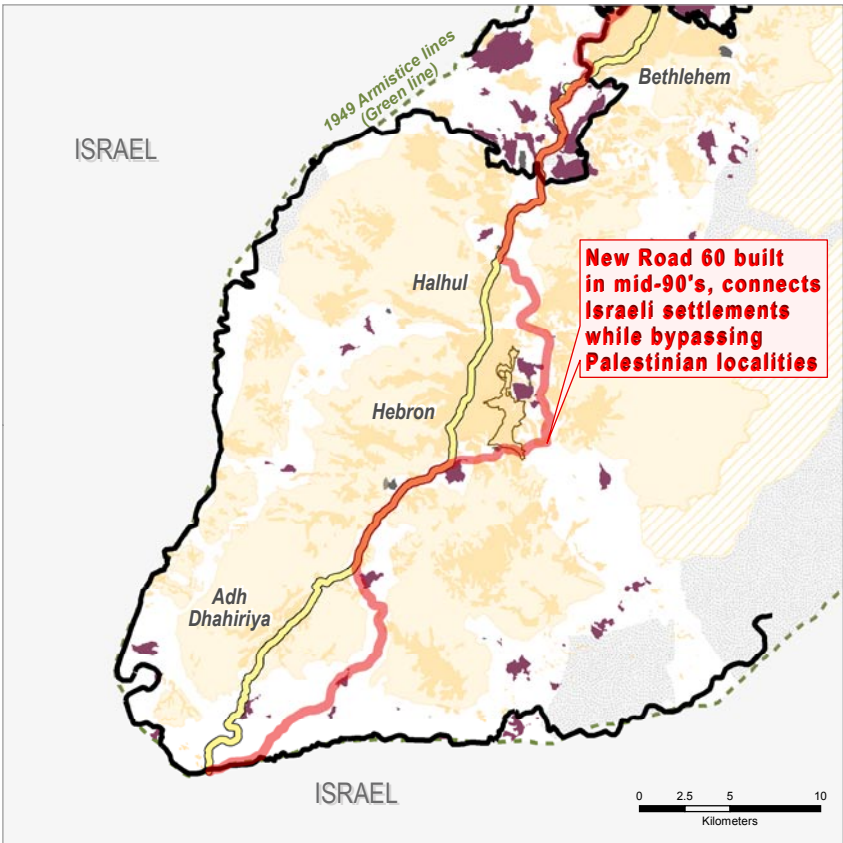 Bethlehem
1949 Armistice lines
(Green line)
ISRAEL
New Road 60 built
in mid-90's, connects
Israeli settlements
while bypassing
Palestinian localities
Halhul
Hebron
Adh
Dhahiriya
ISRAEL
0 2.5 5 10
Kilometers